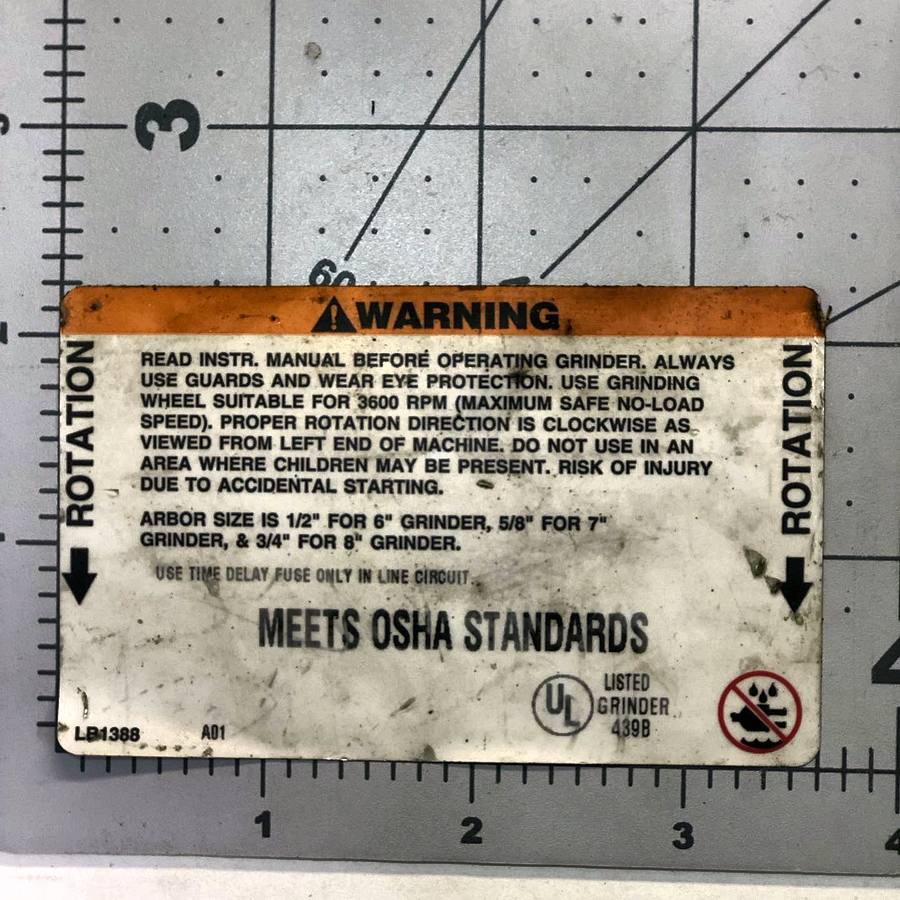 3
60
WARNING
ROTATION
READ INSTR. MANUAL BEFORE OPERATING GRINDER. ALWAYS
USE GUARDS AND WEAR EYE PROTECTION. USE GRINDING
WHEEL SUITABLE FOR 3600 RPM (MAXIMUM SAFE NO-LOAD
SPEED). PROPER ROTATION DIRECTION IS CLOCKWISE AS
VIEWED FROM LEFT END OF MACHINE. DO NOT USE IN AN
AREA WHERE CHILDREN MAY BE PRESENT. RISK OF INJURY
DUE TO ACCIDENTAL STARTING.
ARBOR SIZE IS 1/2" FOR 6" GRINDER, 5/8" FOR 7"
GRINDER, & 3/4" FOR 8" GRINDER.
USE TIME DELAY FUSE ONLY IN LINE CIRCUIT.
MEETS OSHA STANDARDS
ROTATION
UL
LISTED
GRINDER
439B
LB1388 A01
1 2 3 4